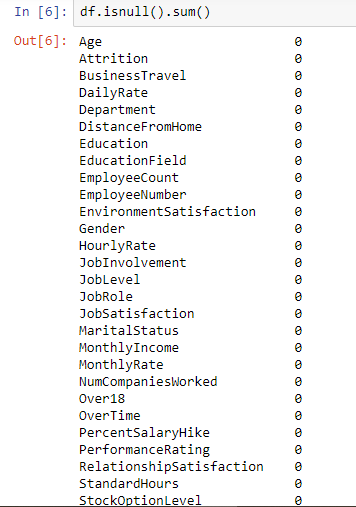 In [6]: df.isnull().sum()
Out[6]: Age 0
Attrition 0
BusinessTravel 0
DailyRate 0
Department 0
DistanceFromHome 0
Education 0
EducationField 0
EmployeeCount 0
EmployeeNumber 0
EnvironmentSatisfaction 0
Gender 0
HourlyRate 0
JobInvolvement 0
JobLevel 0
JobRole 0
JobSatisfaction 0
MaritalStatus 0
MonthlyIncome 0
MonthlyRate 0
NumCompaniesWorked 0
Over18 0
OverTime 0
PercentSalaryHike 0
PerformanceRating 0
RelationshipSatisfaction 0
StandardHours 0
StockOptionLevel 0